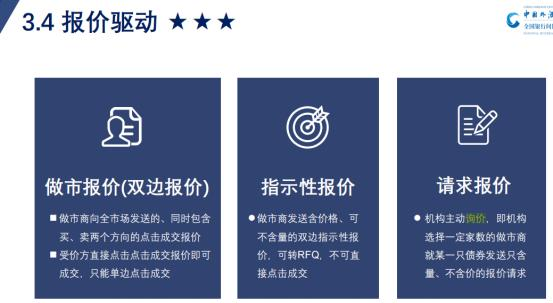 3.4 报价驱动 ★★★
中国外汇
全国银行间
做市报价(双边报价)
■ 做市商向全市场发送的、同时包含
买、卖两个方向的点击成交报价
■ 受价方直接点击点击成交报价即可
成交，只能单边点击成交
指示性报价
● 做市商发送含价格、可
不含量的双边指示性报
价，可转RFQ，不可直
接点击成交
请求报价
● 机构主动询价，即机构
选择一定家数的做市商
就某一只债券发送只含
量、不含价的报价请求